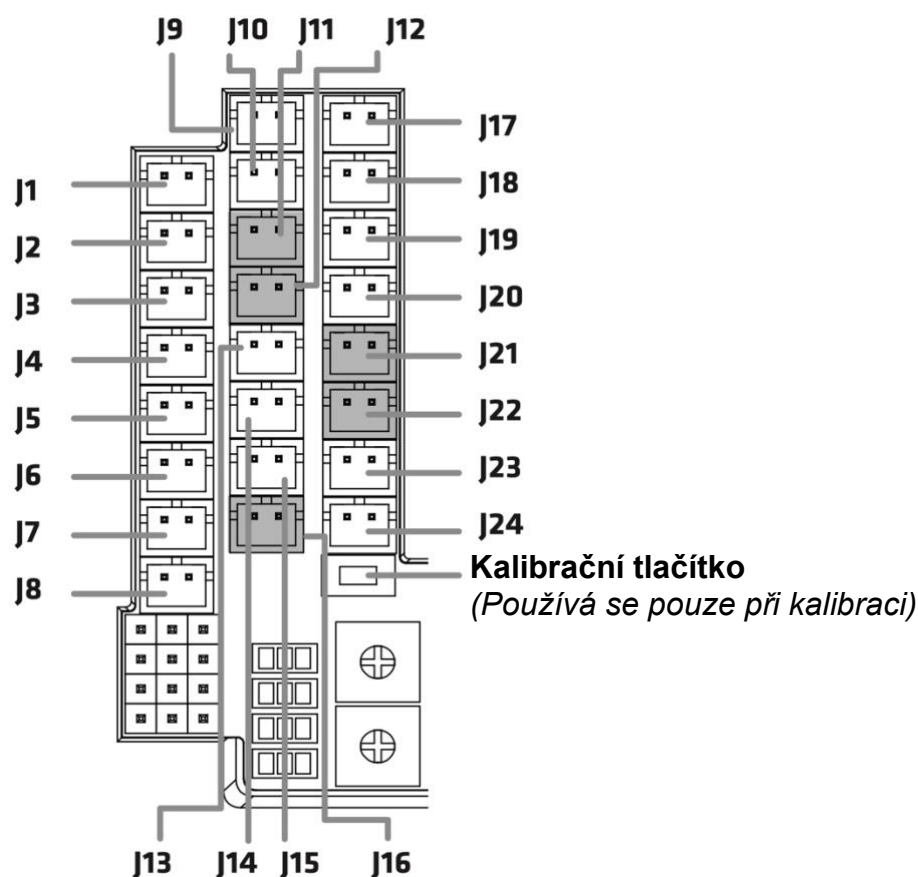 J9 J10 J11 J12
J1
J2
J3
J4
J5
J6
J7
J8
J17
J18
J19
J20
J21
J22
J23
J24
Kalibrační tlačítko
(Používá se pouze při kalibraci)
J13 J14 J15 J16